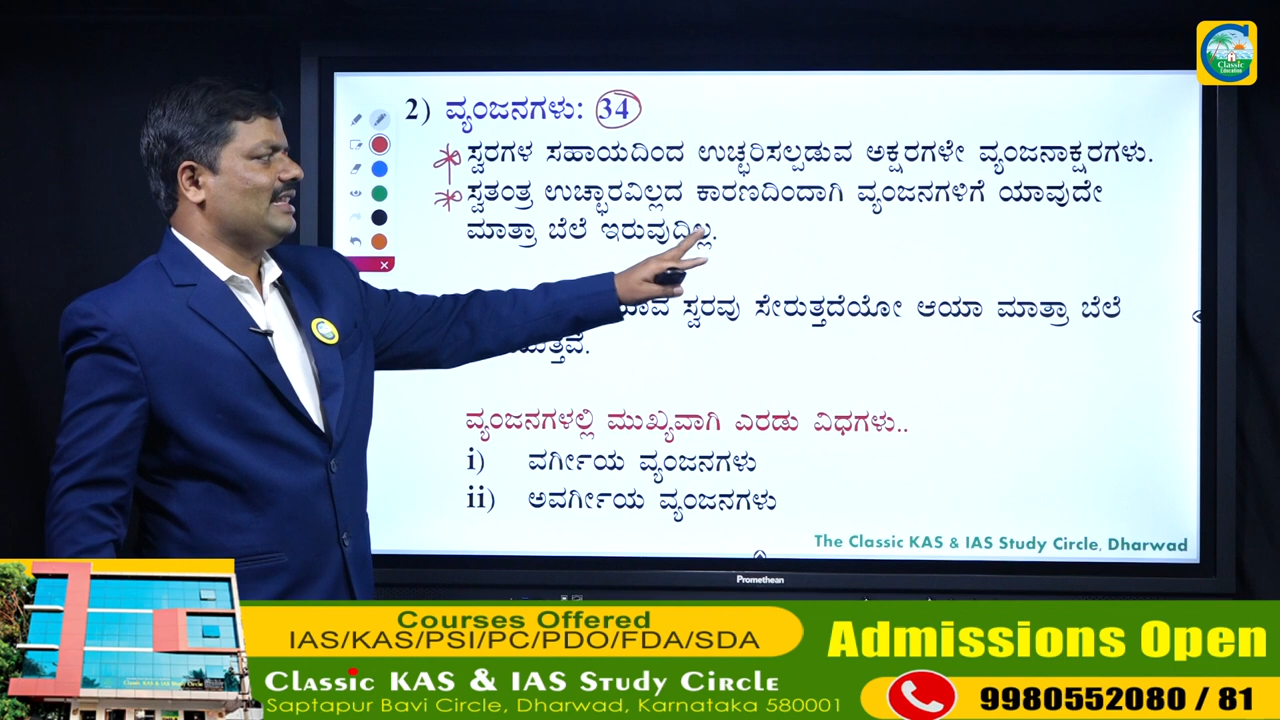 Classic
Education
2) ವ್ಯಂಜನಗಳು: 34
ಸ್ವರಗಳ ಸಹಾಯದಿಂದ ಉಚ್ಛರಿಸಲ್ಪಡುವ ಅಕ್ಷರಗಳೇ ವ್ಯಂಜನಾಕ್ಷರಗಳು.
ಸ್ವತಂತ್ರ ಉಚ್ಛಾರವಿಲ್ಲದ ಕಾರಣದಿಂದಾಗಿ ವ್ಯಂಜನಗಳಿಗೆ ಯಾವುದೇ
ಮಾತ್ರಾ ಬೆಲೆ ಇರುವುದಿಲ್ಲ.
ಸ್ವರವು ಸೇರುತ್ತದೆಯೋ ಆಯಾ ಮಾತ್ರಾ ಬೆಲೆ
ವ್ಯಂಜನಗಳಲ್ಲಿ ಮುಖ್ಯವಾಗಿ ಎರಡು ವಿಧಗಳು..
i) ವರ್ಗೀಯ ವ್ಯಂಜನಗಳು
ii) ಅವರ್ಗೀಯ ವ್ಯಂಜನಗಳು
The Classic KAS & IAS Study Circle, Dharwad
Promethean
Courses Offered
IAS/KAS/PSI/PC/PDO/FDA/SDA
Classic KAS & IAS Study Circle
Saptapur Bavi Circle, Dharwad, Karnataka 580001
Admissions Open
9980552080 / 81